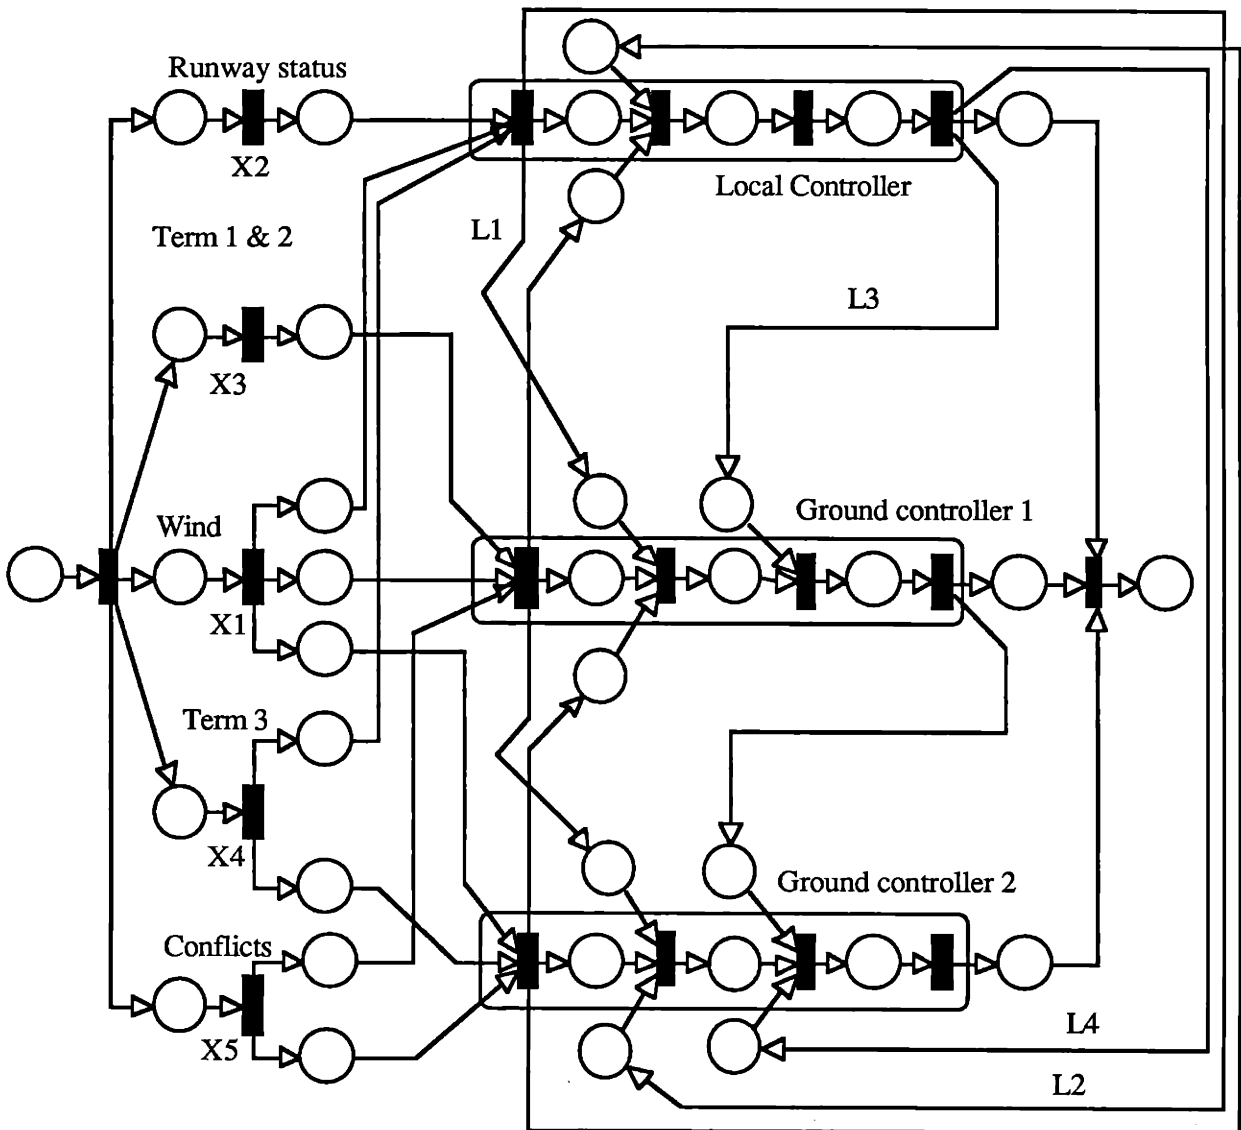 Runway status
X2
Local Controller
Term 1 & 2
L1
L3
X3
Wind
Ground controller 1
X1
Term 3
X4
Ground controller 2
Conflicts
X5
L4
L2